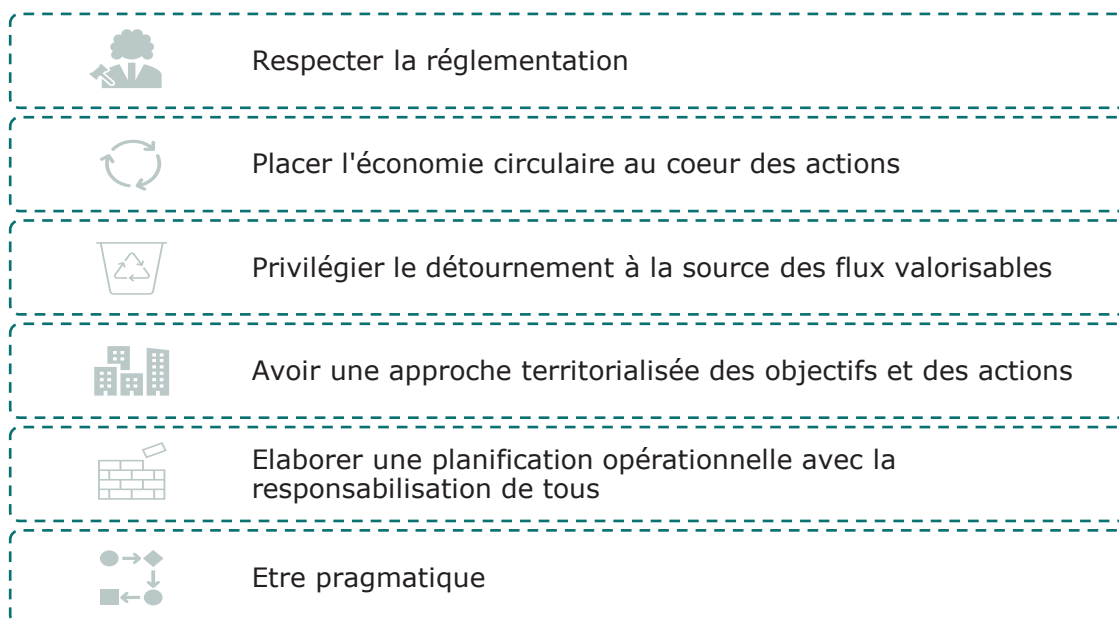 Respecter la réglementation
Placer l'économie circulaire au coeur des actions
Privilégier le détournement à la source des flux valorisables
Avoir une approche territorialisée des objectifs et des actions
Elaborer une planification opérationnelle avec la
responsabilisation de tous
Etre pragmatique